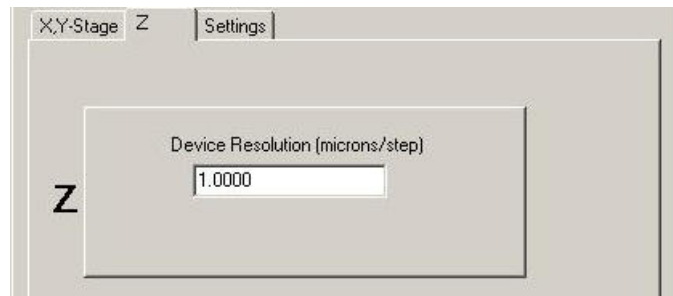 X,Y-Stage Z Settings
Device Resolution (microns/step)
1.0000
Z